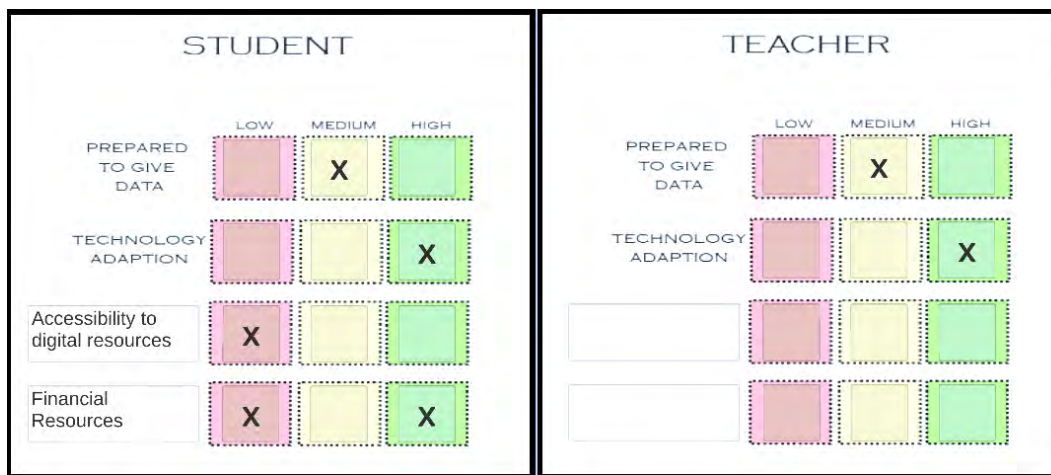 STUDENT
LOW MEDIUM HIGH
PREPARED
TO GIVE
DATA
X
TECHNOLOGY
ADAPTION
X
Accessibility to
digital resources
X
Financial
Resources
X X
TEACHER
LOW MEDIUM HIGH
PREPARED
TO GIVE
DATA
X
TECHNOLOGY
ADAPTION
X